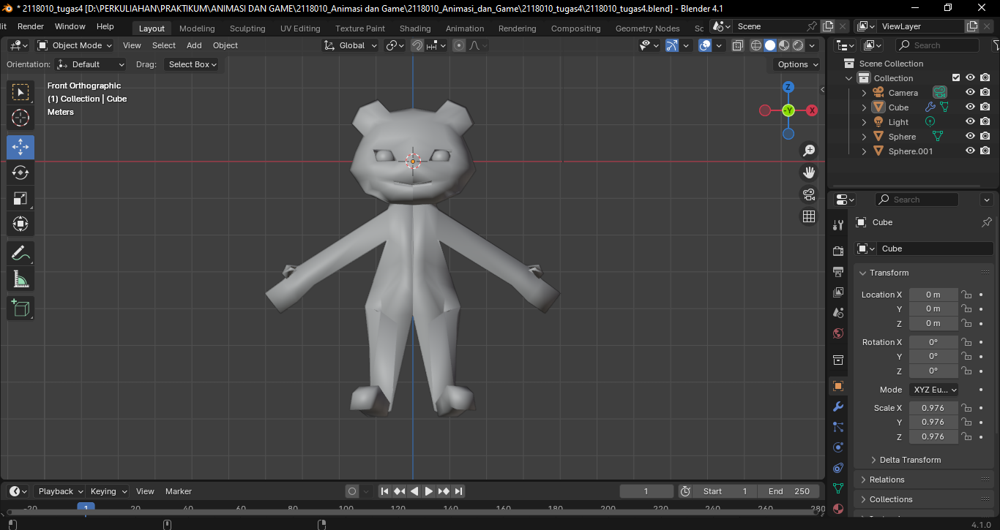 * 2118010_tugas4 [D:\PERKULIAHAN\PRAKTIKUM\ANIMASI DAN GAME\2118010_Animasi dan Game\2118010_Animasi_dan_Game\2118010_tugas4\2118010_tugas4.blend] - Blender 4.1
lit Render Window Help Layout Modeling Sculpting UV Editing Texture Paint Shading Animation Rendering Compositing Geometry Nodes Sc Scene ViewLayer
Object Mode View Select Add Object Global Search
Orientation: Default Drag: Select Box Options
Scene Collection
Collection
Camera
Cube
Light
Sphere
Sphere.001
Front Orthographic
(1) Collection | Cube
Meters
Z
-Y X
Search
Cube
Cube
Transform
Location X 0 m
Y 0 m
Z 0 m
Rotation X 0°
Y 0°
Z 0°
Mode XYZ Eu...
Scale X 0.976
Y 0.976
Z 0.976
Delta Transform
Relations
Collections
Playback Keying View Marker 1 Start 1 End 250
-20 1 20 40 60 80 100 120 140 160 180 200 220 240 260 280
4.1.0